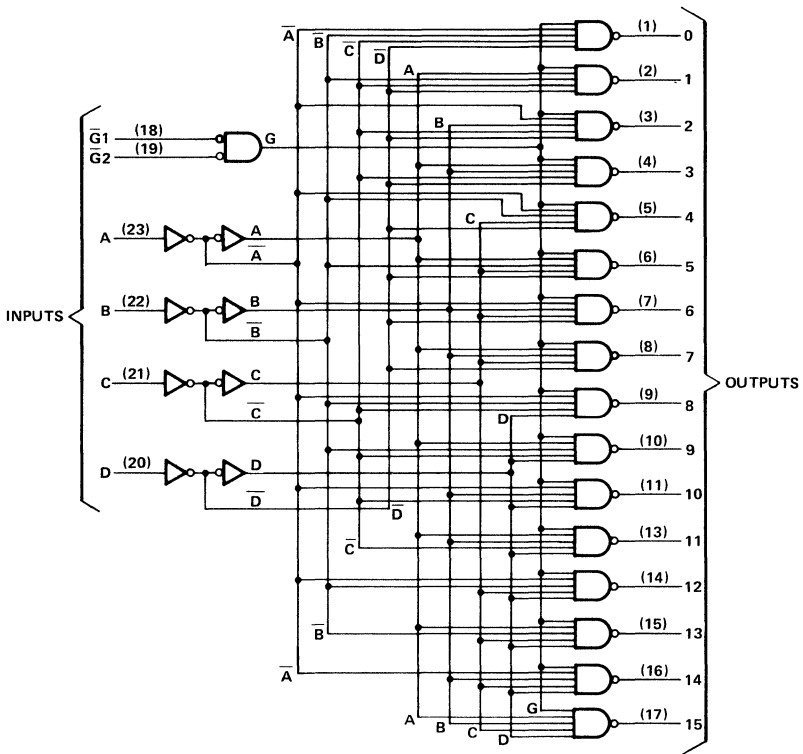 A̅ (1) 0
B̅
C̅
D̅
A (2) 1
B (3) 2
G̅1 (18) G
G̅2 (19)
(4) 3
C (5) 4
A (23) A
A̅
(6) 5
B (22) B (7) 6
B̅
INPUTS
(8) 7
C (21) C
OUTPUTS
C̅ (9) 8
D
(10) 9
D (20) D
D̅ (11) 10
D̅
C̅ (13) 11
(14) 12
B̅ (15) 13
A̅ (16) 14
G
A B C D (17) 15